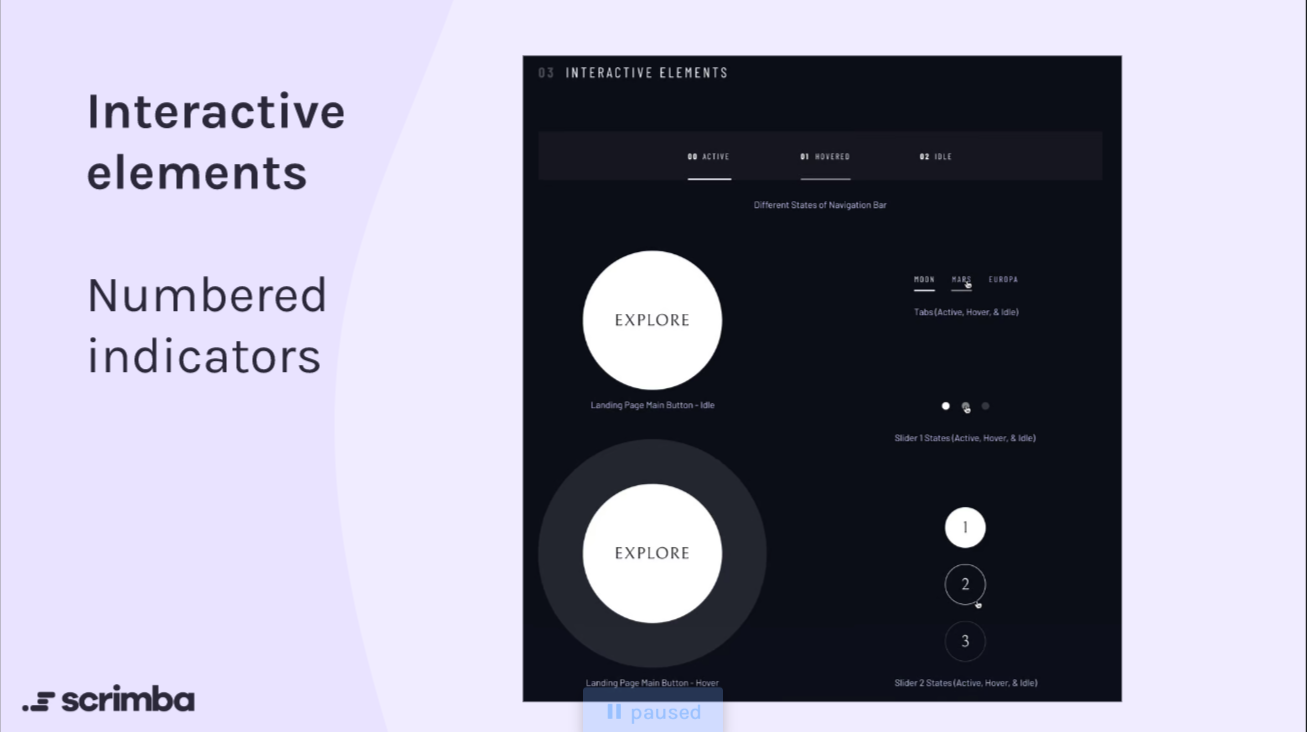 Interactive
elements
Numbered
indicators
03 INTERACTIVE ELEMENTS
00 ACTIVE
01 HOVERED
02 IDLE
Different States of Navigation Bar
EXPLORE
Landing Page Main Button - Idle
MOON
MARS
EUROPA
Tabs (Active, Hover, & Idle)
Slider 1 States (Active, Hover, & Idle)
EXPLORE
Landing Page Main Button - Hover
1
2
3
Slider 2 States (Active, Hover, & Idle)
scrimba
paused